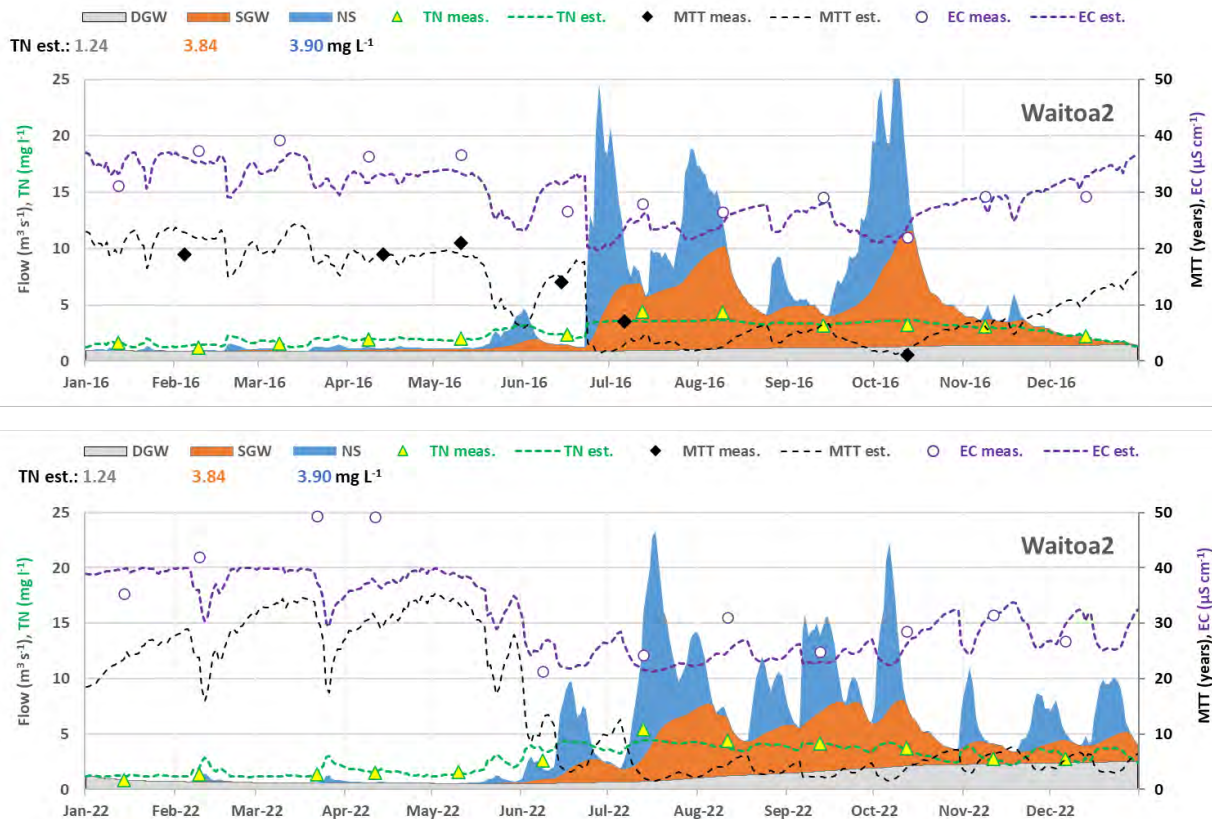 DGW SGW NS TN meas. TN est. MTT meas. MTT est. EC meas. EC est.
TN est.: 1.24 3.84 3.90 mg L⁻¹
25 50
Waitoa2
20 40
15 30
10 20
5 10
0 0
Flow (m³ s⁻¹), TN (mg l⁻¹)
MTT (years), EC (µS cm⁻¹)
Jan-16 Feb-16 Mar-16 Apr-16 May-16 Jun-16 Jul-16 Aug-16 Sep-16 Oct-16 Nov-16 Dec-16
DGW SGW NS TN meas. TN est. MTT meas. MTT est. EC meas. EC est.
TN est.: 1.24 3.84 3.90 mg L⁻¹
25 50
Waitoa2
20 40
15 30
10 20
5 10
0 0
Flow (m³ s⁻¹), TN (mg l⁻¹)
MTT (years), EC (µS cm⁻¹)
Jan-22 Feb-22 Mar-22 Apr-22 May-22 Jun-22 Jul-22 Aug-22 Sep-22 Oct-22 Nov-22 Dec-22